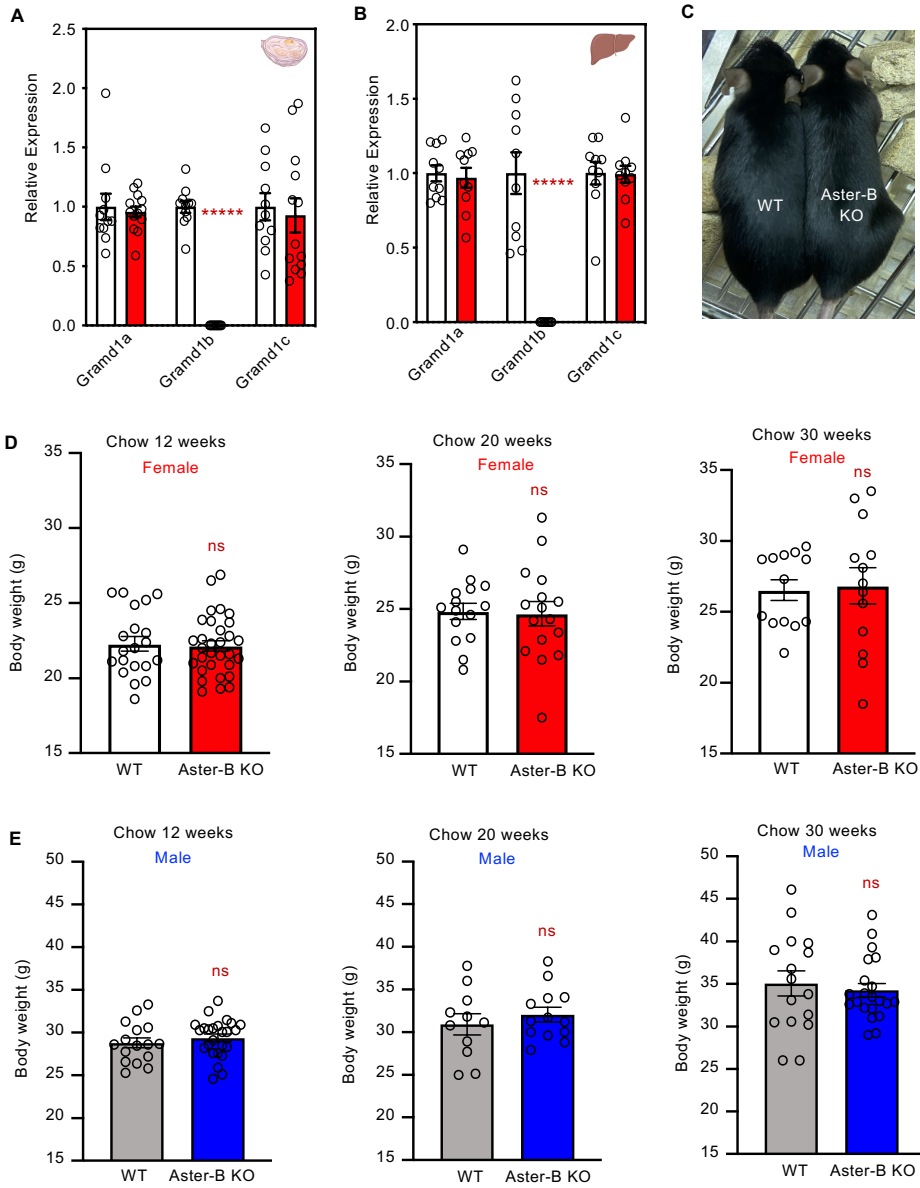 A
Relative Expression
2.5
2.0
1.5
1.0
0.5
0.0
*****
Gramd1a
Gramd1b
Gramd1c
B
Relative Expression
2.0
1.5
1.0
0.5
0.0
*****
Gramd1a
Gramd1b
Gramd1c
C
WT
Aster-B
KO
D
Chow 12 weeks
Female
Body weight (g)
35
30
25
20
15
ns
WT
Aster-B KO
Chow 20 weeks
Female
Body weight (g)
35
30
25
20
15
ns
WT
Aster-B KO
Chow 30 weeks
Female
Body weight (g)
35
30
25
20
15
ns
WT
Aster-B KO
E
Chow 12 weeks
Male
Body weight (g)
50
45
40
35
30
25
20
15
ns
WT
Aster-B KO
Chow 20 weeks
Male
Body weight (g)
50
45
40
35
30
25
20
15
ns
WT
Aster-B KO
Chow 30 weeks
Male
Body weight (g)
50
45
40
35
30
25
20
15
ns
WT
Aster-B KO